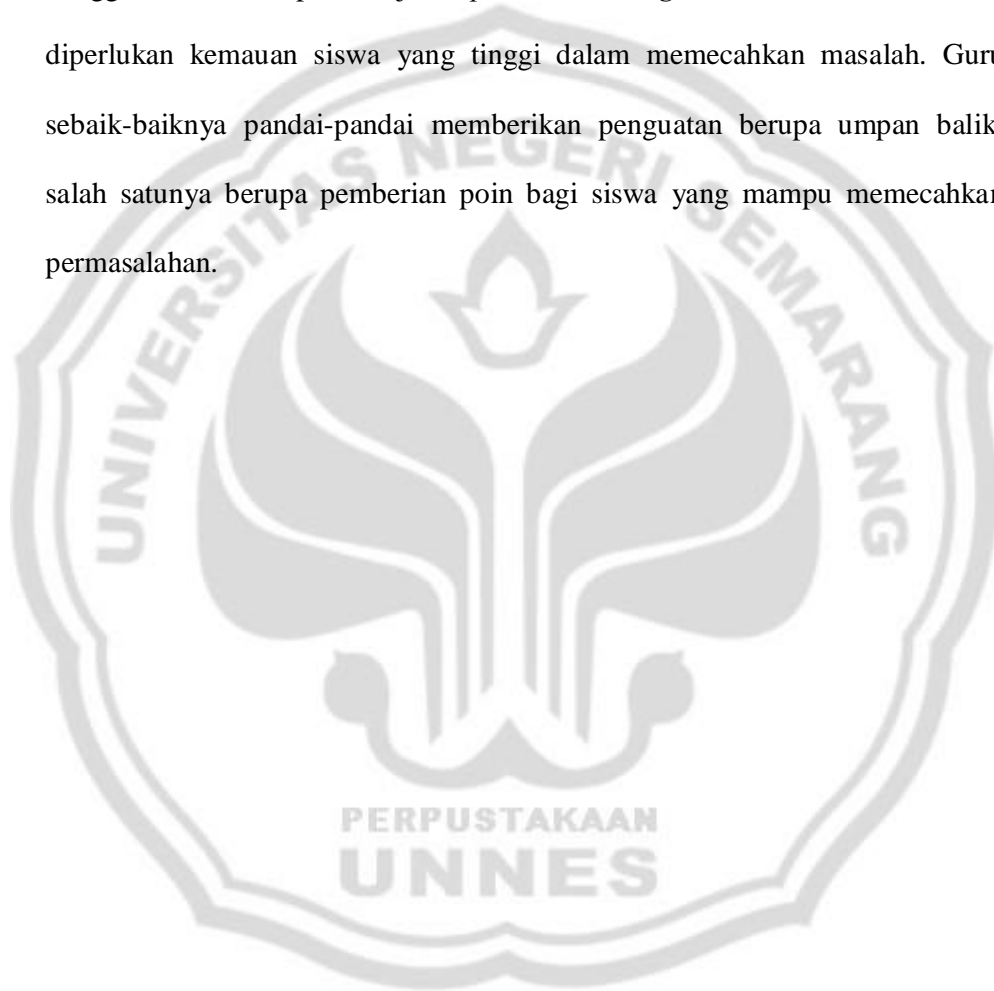 diperlukan kemauan siswa yang tinggi dalam memecahkan masalah. Guru
sebaik-baiknya pandai-pandai memberikan penguatan berupa umpan balik
salah satunya berupa pemberian poin bagi siswa yang mampu memecahkan
permasalahan.
UNIVERSITAS NEGERI SEMARANG
PERPUSTAKAAN
UNNES